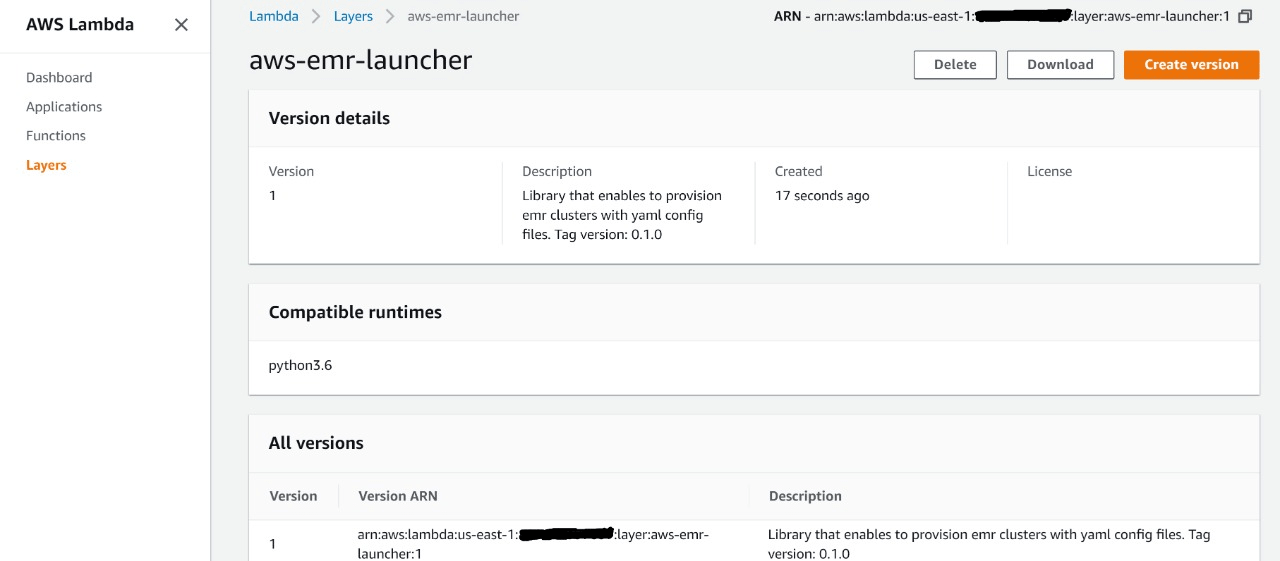 AWS Lambda
Dashboard
Applications
Functions
Layers
Lambda
Layers
aws-emr-launcher
ARN - arn:aws:lambda:us-east-1: :layer:aws-emr-launcher:1
aws-emr-launcher
Delete
Download
Create version
Version details
Version
1
Description
Library that enables to provision
emr clusters with yaml config
files. Tag version: 0.1.0
Created
17 seconds ago
License
Compatible runtimes
python3.6
All versions
Version
Version ARN
Description
1
arn:aws:lambda:us-east-1: :layer:aws-emr-
launcher:1
Library that enables to provision emr clusters with yaml config files. Tag
version: 0.1.0